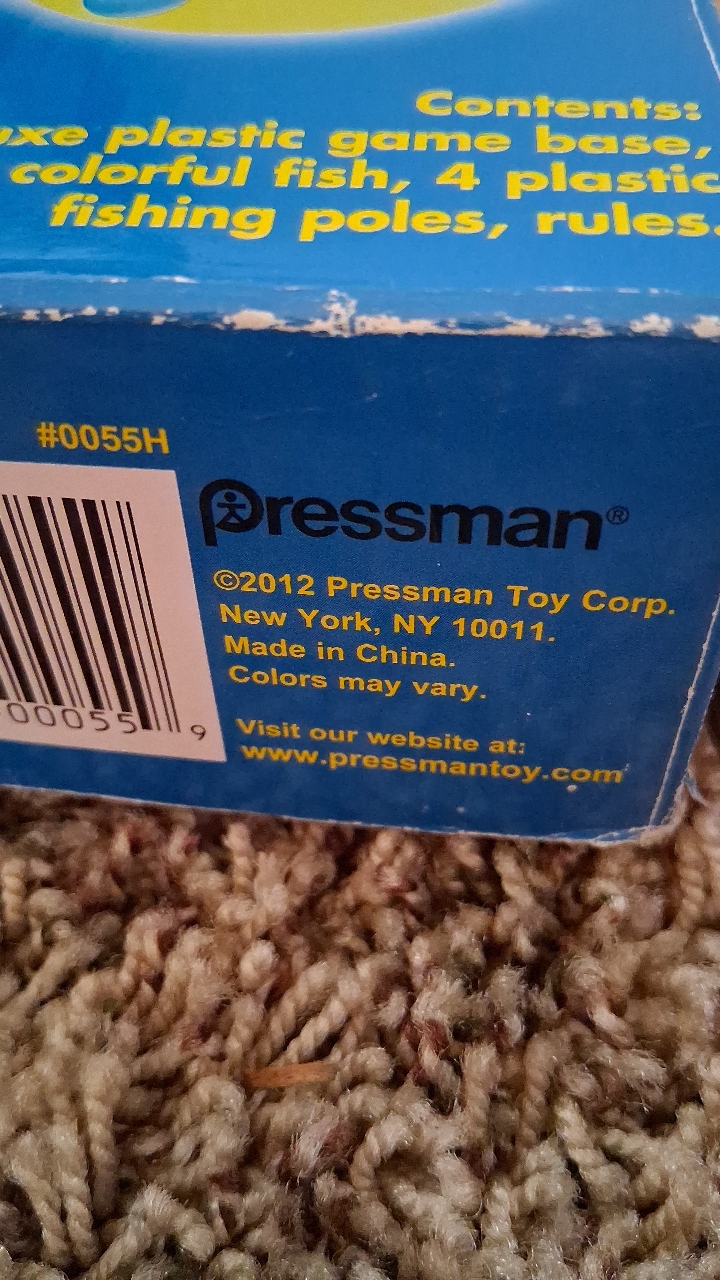 Contents:
plastic game base,
colorful fish, 4 plastic
fishing poles, rules.
#0055H
Pressman®
©2012 Pressman Toy Corp.
New York, NY 10011.
Made in China.
Colors may vary.
00055 9
Visit our website at:
www.pressmantoy.com